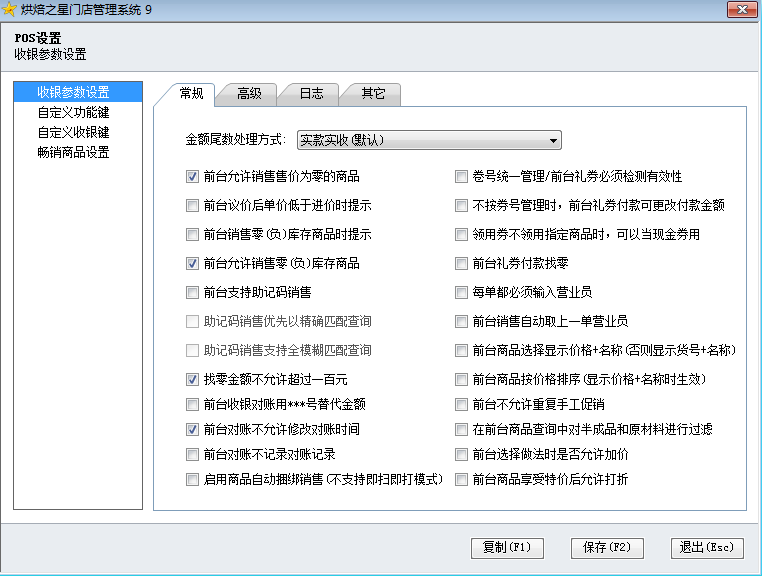 烘焙之星门店管理系统 9
POS设置
收银参数设置
收银参数设置
自定义功能键
自定义收银键
畅销商品设置
常规 高级 日志 其它
金额尾数处理方式: 实款实收(默认)
前台允许销售售价为零的商品
前台议价后单价低于进价时提示
前台销售零(负)库存商品时提示
前台允许销售零(负)库存商品
前台支持助记码销售
助记码销售优先以精确匹配查询
助记码销售支持全模糊匹配查询
找零金额不允许超过一百元
前台收银对账用***号替代金额
前台对账不允许修改对账时间
前台对账不记录对账记录
启用商品自动捆绑销售(不支持即扫即打模式)
卷号统一管理/前台礼券必须检测有效性
不按券号管理时，前台礼券付款可更改付款金额
领用券不领用指定商品时，可以当现金券用
前台礼券付款找零
每单都必须输入营业员
前台销售自动取上一单营业员
前台商品选择显示价格+名称(否则显示货号+名称)
前台商品按价格排序(显示价格+名称时生效)
前台不允许重复手工促销
在前台商品查询中对半成品和原材料进行过滤
前台选择做法时是否允许加价
前台商品享受特价后允许打折
复制(F1) 保存(F2) 退出(Esc)